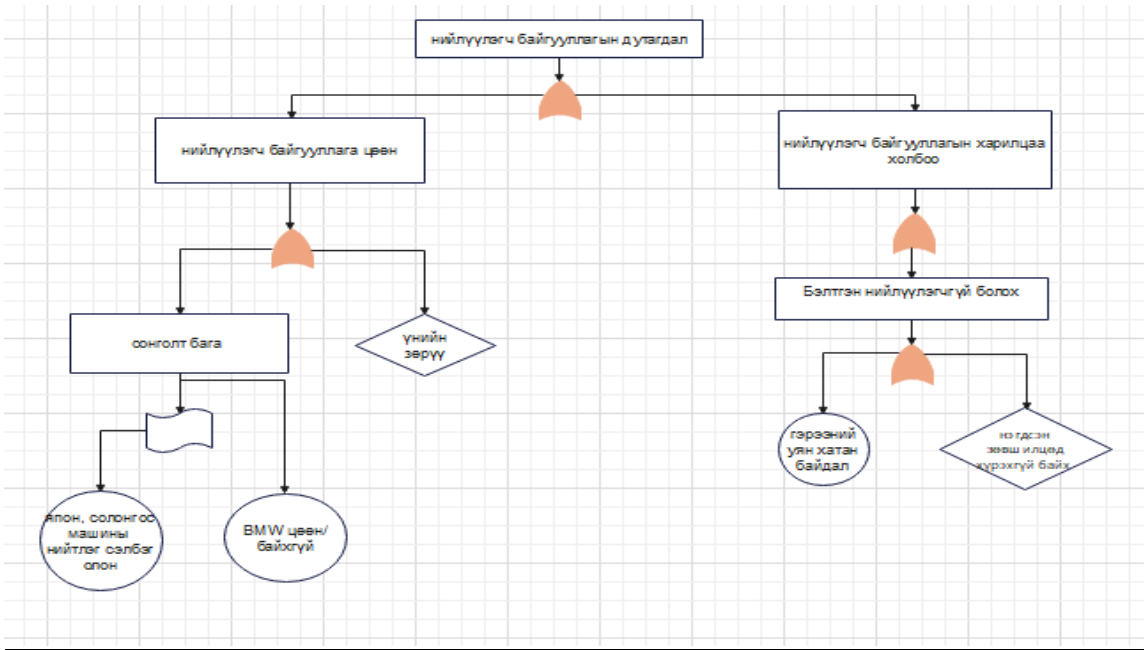 нийлүүлэгч байгууллагын дутагдал
нийлүүлэгч байгууллага цөөн
нийлүүлэгч байгууллагын харилцаа
холбоо
Бэлтгэн нийлүүлэгчгүй болох
сонголт бага
үнийн
зөрүү
гэрээний
уян хатан
байдал
нэгдсэн
зөвшилцөлд
хүрэхгүй байх
япон, солонгос
машины
нийтлэг сэлбэг
олон
BMW цөөн/
байхгүй